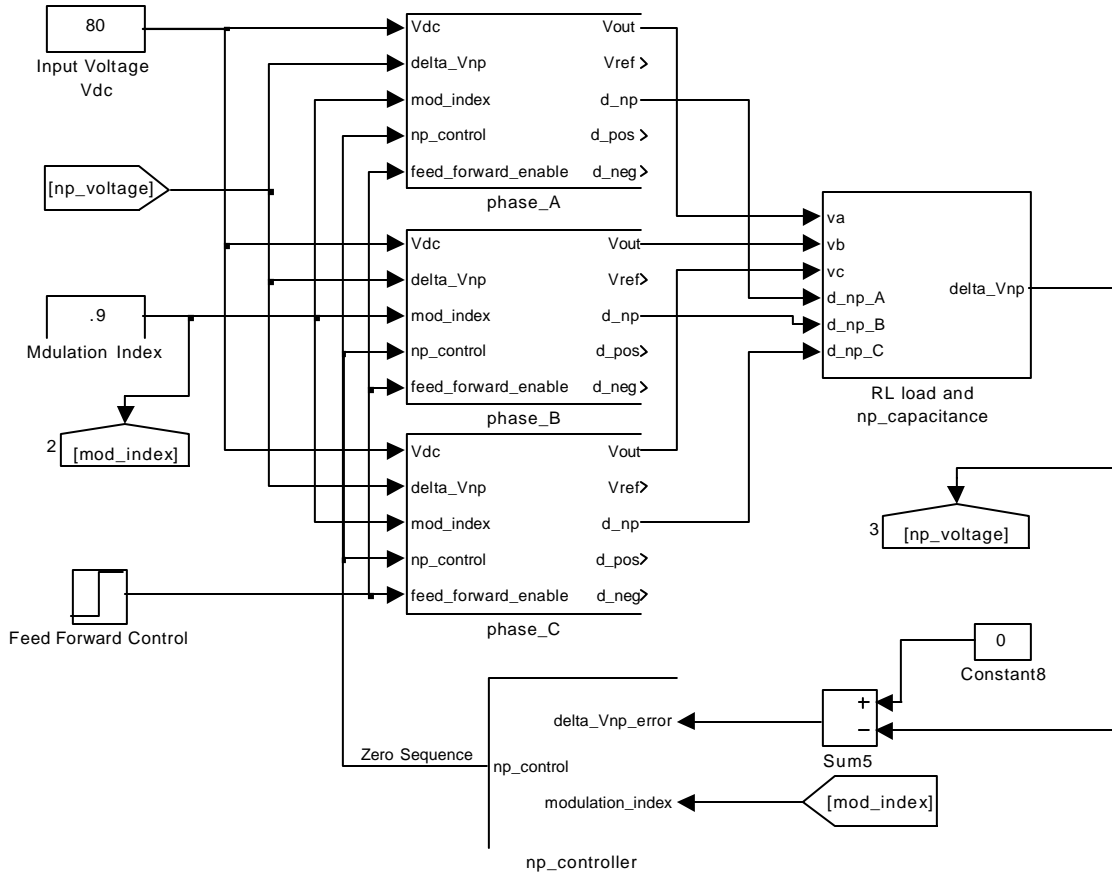 80
Input Voltage
Vdc
[np_voltage]
.9
Mdulation Index
2
[mod_index]
Feed Forward Control
Vdc
delta_Vnp
mod_index
np_control
feed_forward_enable
Vout
Vref
d_np
d_pos
d_neg
phase_A
Vdc
delta_Vnp
mod_index
np_control
feed_forward_enable
Vout
Vref
d_np
d_pos
d_neg
phase_B
Vdc
delta_Vnp
mod_index
np_control
feed_forward_enable
Vout
Vref
d_np
d_pos
d_neg
phase_C
va
vb
vc
d_np_A
d_np_B
d_np_C
delta_Vnp
RL load and
np_capacitance
3
[np_voltage]
0
Constant8
+
−
Sum5
[mod_index]
delta_Vnp_error
Zero Sequence
np_control
modulation_index
np_controller